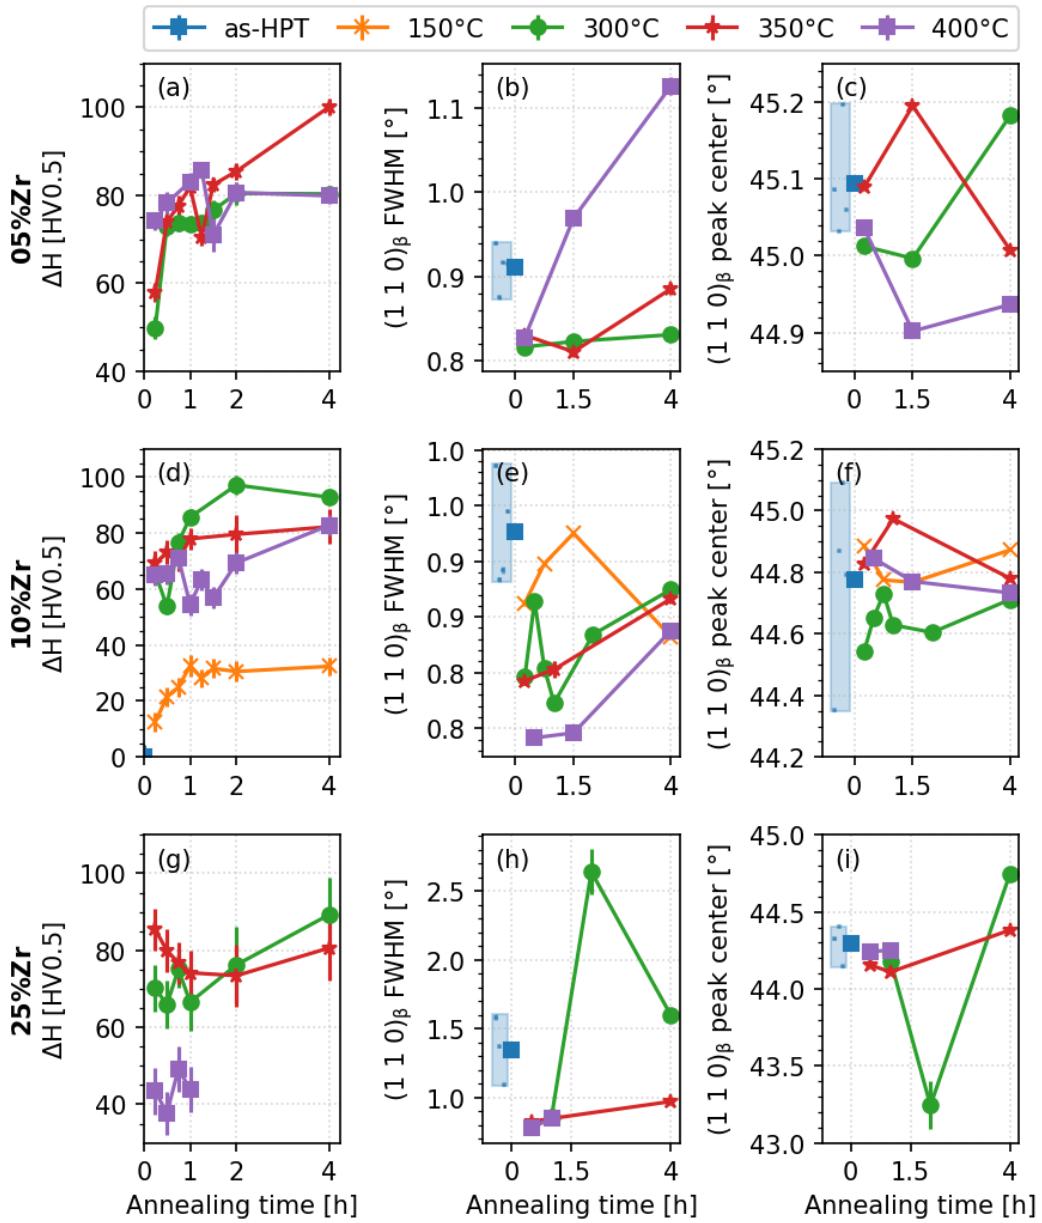 as-HPT 150°C 300°C 350°C 400°C
(a) (b) (c)
05%Zr
ΔH [HV0.5]
100
80
60
40
0 1 2 4
(1 1 0)β FWHM [°]
1.1
1.0
0.9
0.8
0 1.5 4
(1 1 0)β peak center [°]
45.2
45.1
45.0
44.9
0 1.5 4
(d) (e) (f)
10%Zr
ΔH [HV0.5]
100
80
60
40
20
0
0 1 2 4
(1 1 0)β FWHM [°]
1.0
1.0
0.9
0.9
0.8
0.8
0 1.5 4
(1 1 0)β peak center [°]
45.2
45.0
44.8
44.6
44.4
44.2
0 1.5 4
(g) (h) (i)
25%Zr
ΔH [HV0.5]
100
80
60
40
0 1 2 4
Annealing time [h]
(1 1 0)β FWHM [°]
2.5
2.0
1.5
1.0
0 1.5 4
Annealing time [h]
(1 1 0)β peak center [°]
45.0
44.5
44.0
43.5
43.0
0 1.5 4
Annealing time [h]